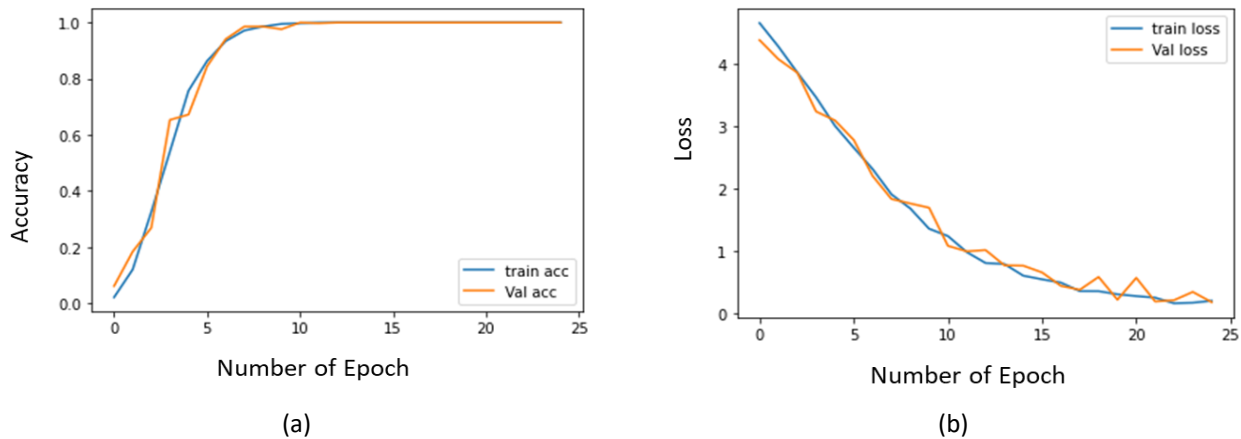 1.0
0.8
0.6
0.4
0.2
0.0
Accuracy
train acc
Val acc
0 5 10 15 20 25
Number of Epoch
(a)
4
3
2
1
0
Loss
train loss
Val loss
0 5 10 15 20 25
Number of Epoch
(b)